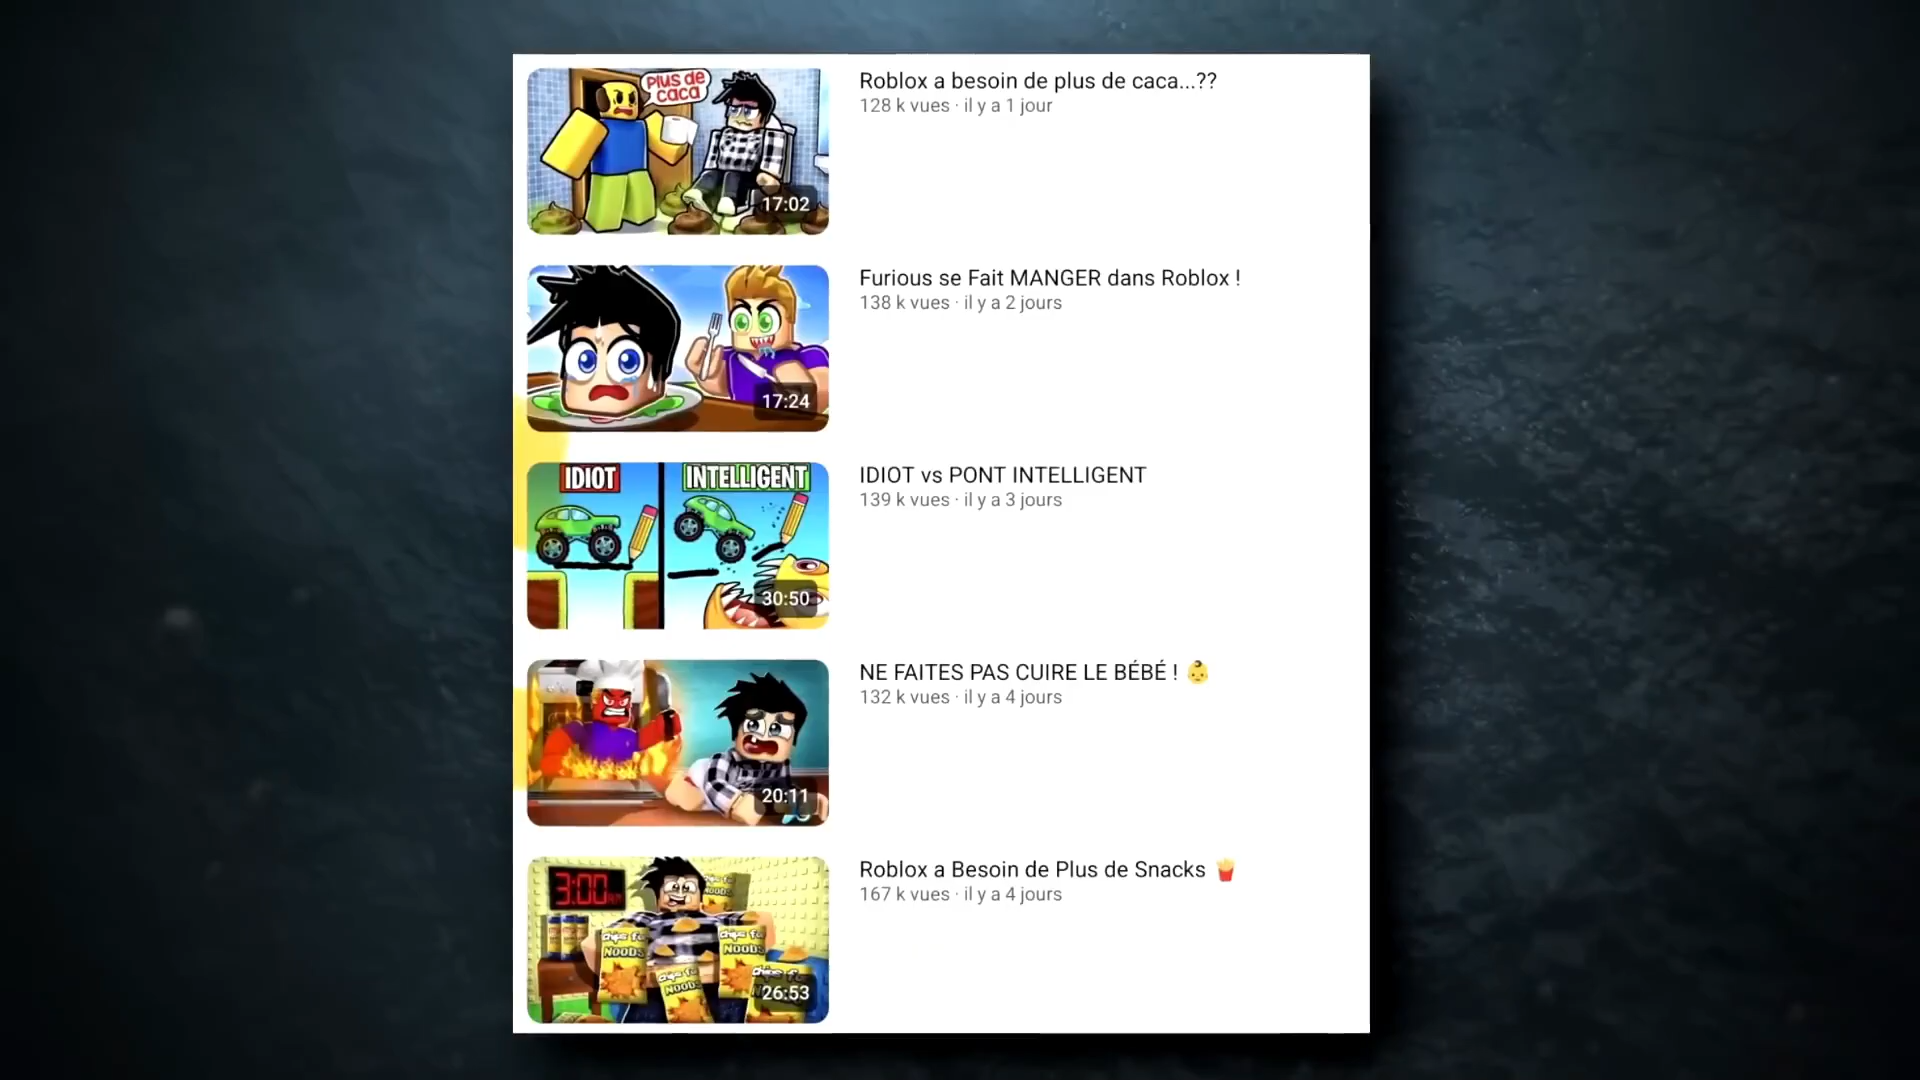 PLUS DE
CACA
17:02
Roblox a besoin de plus de caca...??
128 k vues · il y a 1 jour
17:24
Furious se Fait MANGER dans Roblox !
138 k vues · il y a 2 jours
IDIOT
INTELLIGENT
30:50
IDIOT vs PONT INTELLIGENT
139 k vues · il y a 3 jours
20:11
NE FAITES PAS CUIRE LE BÉBÉ ! 👶
132 k vues · il y a 4 jours
3:00
NOOBS
NOOBS
NOOBS
26:53
Roblox a Besoin de Plus de Snacks 🍟
167 k vues · il y a 4 jours